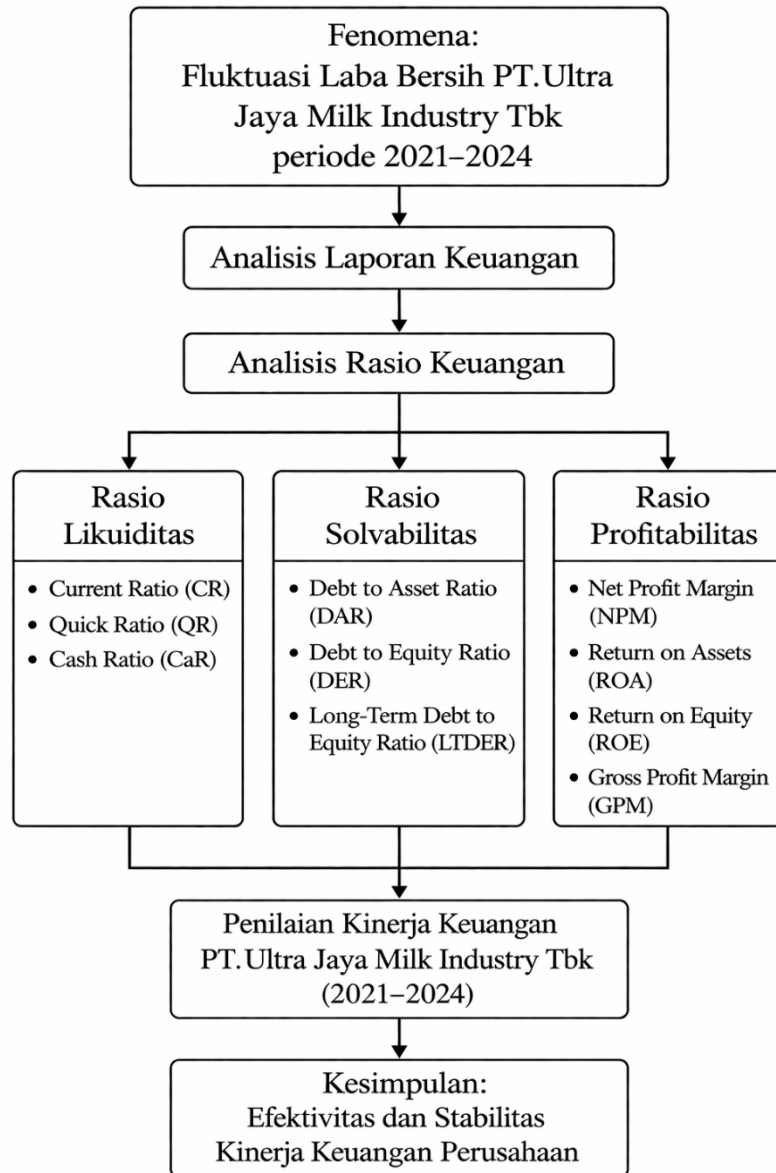 Fenomena:
Fluktuasi Laba Bersih PT.Ultra
Jaya Milk Industry Tbk
periode 2021–2024
Analisis Laporan Keuangan
Analisis Rasio Keuangan
Rasio
Likuiditas
• Current Ratio (CR)
• Quick Ratio (QR)
• Cash Ratio (CaR)
Rasio
Solvabilitas
• Debt to Asset Ratio
(DAR)
• Debt to Equity Ratio
(DER)
• Long-Term Debt to
Equity Ratio (LTDER)
Rasio
Profitabilitas
• Net Profit Margin
(NPM)
• Return on Assets
(ROA)
• Return on Equity
(ROE)
• Gross Profit Margin
(GPM)
Penilaian Kinerja Keuangan
PT.Ultra Jaya Milk Industry Tbk
(2021–2024)
Kesimpulan:
Efektivitas dan Stabilitas
Kinerja Keuangan Perusahaan